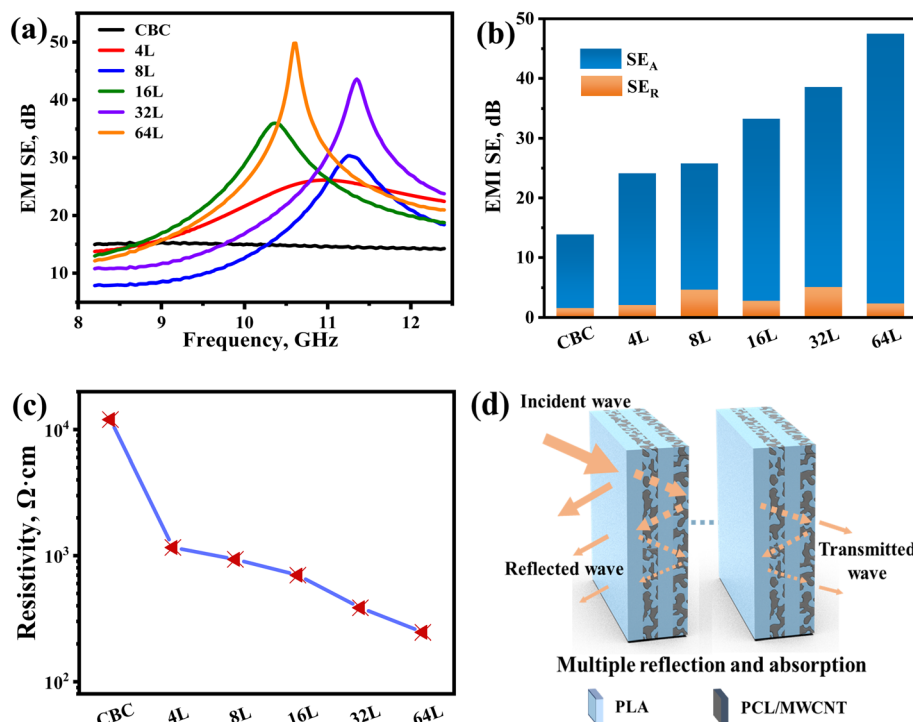 (a)
EMI SE, dB
50
40
30
20
10
CBC
4L
8L
16L
32L
64L
8
9
10
11
12
Frequency, GHz
(b)
EMI SE, dB
50
40
30
20
10
0
SE_A
SE_R
CBC
4L
8L
16L
32L
64L
(c)
Resistivity, Ω·cm
10^4
10^3
10^2
CBC
4L
8L
16L
32L
64L
(d)
Incident wave
Reflected wave
Transmitted
wave
Multiple reflection and absorption
PLA
PCL/MWCNT